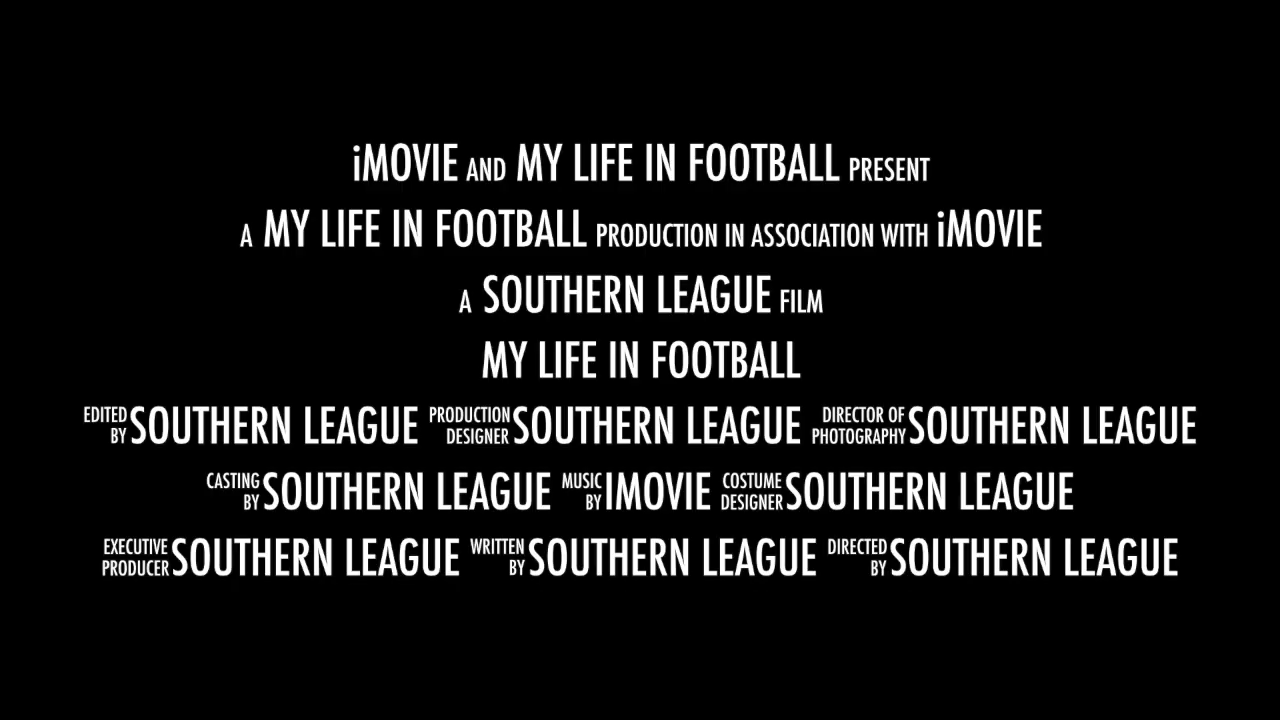 iMOVIE AND MY LIFE IN FOOTBALL PRESENT
A MY LIFE IN FOOTBALL PRODUCTION IN ASSOCIATION WITH iMOVIE
A SOUTHERN LEAGUE FILM
MY LIFE IN FOOTBALL
EDITED BY SOUTHERN LEAGUE PRODUCTION DESIGNER SOUTHERN LEAGUE DIRECTOR OF PHOTOGRAPHY SOUTHERN LEAGUE
CASTING BY SOUTHERN LEAGUE MUSIC BY IMOVIE COSTUME DESIGNER SOUTHERN LEAGUE
EXECUTIVE PRODUCER SOUTHERN LEAGUE WRITTEN BY SOUTHERN LEAGUE DIRECTED BY SOUTHERN LEAGUE